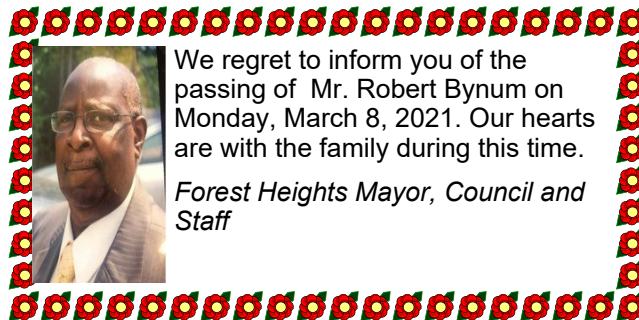 We regret to inform you of the
passing of  Mr. Robert Bynum on
Monday, March 8, 2021. Our hearts
are with the family during this time.
Forest Heights Mayor, Council and
Staff